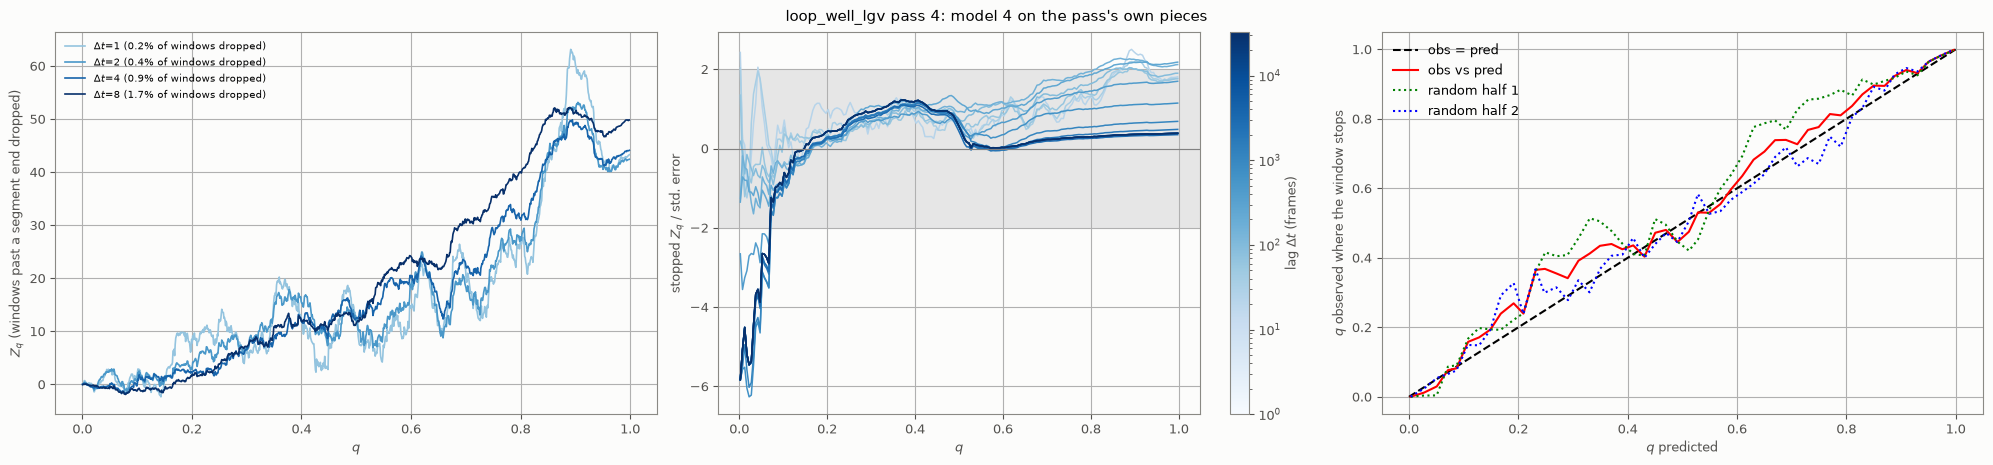 loop_well_lgv pass 4: model 4 on the pass's own pieces
Z_q (windows past a segment end dropped)
60
50
40
30
20
10
0
Δt=1 (0.2% of windows dropped)
Δt=2 (0.4% of windows dropped)
Δt=4 (0.9% of windows dropped)
Δt=8 (1.7% of windows dropped)
0.0 0.2 0.4 0.6 0.8 1.0
q
stopped Z_q / std. error
2
0
−2
−4
−6
0.0 0.2 0.4 0.6 0.8 1.0
q
10^4
10^3
10^2
10^1
10^0
lag Δt (frames)
q observed where the window stops
1.0
0.8
0.6
0.4
0.2
0.0
obs = pred
obs vs pred
random half 1
random half 2
0.0 0.2 0.4 0.6 0.8 1.0
q predicted